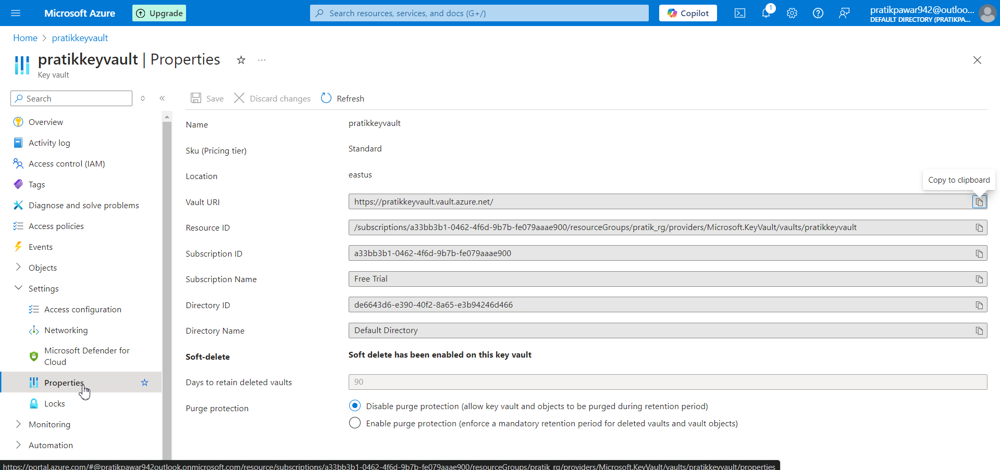 Microsoft Azure
Upgrade
Search resources, services, and docs (G+/)
Copilot
1
pratikpawar942@outloo...
DEFAULT DIRECTORY (PRATIKPA...
Home > pratikkeyvault
pratikkeyvault | Properties
Key vault
Search
Save
Discard changes
Refresh
Overview
Activity log
Access control (IAM)
Tags
Diagnose and solve problems
Access policies
Events
Objects
Settings
Access configuration
Networking
Microsoft Defender for
Cloud
Properties
Locks
Monitoring
Automation
Name
pratikkeyvault
Sku (Pricing tier)
Standard
Location
eastus
Copy to clipboard
Vault URI
https://pratikkeyvault.vault.azure.net/
Resource ID
/subscriptions/a33bb3b1-0462-4f6d-9b7b-fe079aaae900/resourceGroups/pratik_rg/providers/Microsoft.KeyVault/vaults/pratikkeyvault
Subscription ID
a33bb3b1-0462-4f6d-9b7b-fe079aaae900
Subscription Name
Free Trial
Directory ID
de6643d6-e390-40f2-8a65-e3b94246d466
Directory Name
Default Directory
Soft-delete
Soft delete has been enabled on this key vault
Days to retain deleted vaults
90
Purge protection
Disable purge protection (allow key vault and objects to be purged during retention period)
Enable purge protection (enforce a mandatory retention period for deleted vaults and vault objects)
https://portal.azure.com/#@pratikpawar942outlook.onmicrosoft.com/resource/subscriptions/a33bb3b1-0462-4f6d-9b7b-fe079aaae900/resourceGroups/pratik_rg/providers/Microsoft.KeyVault/vaults/pratikkeyvault/properties